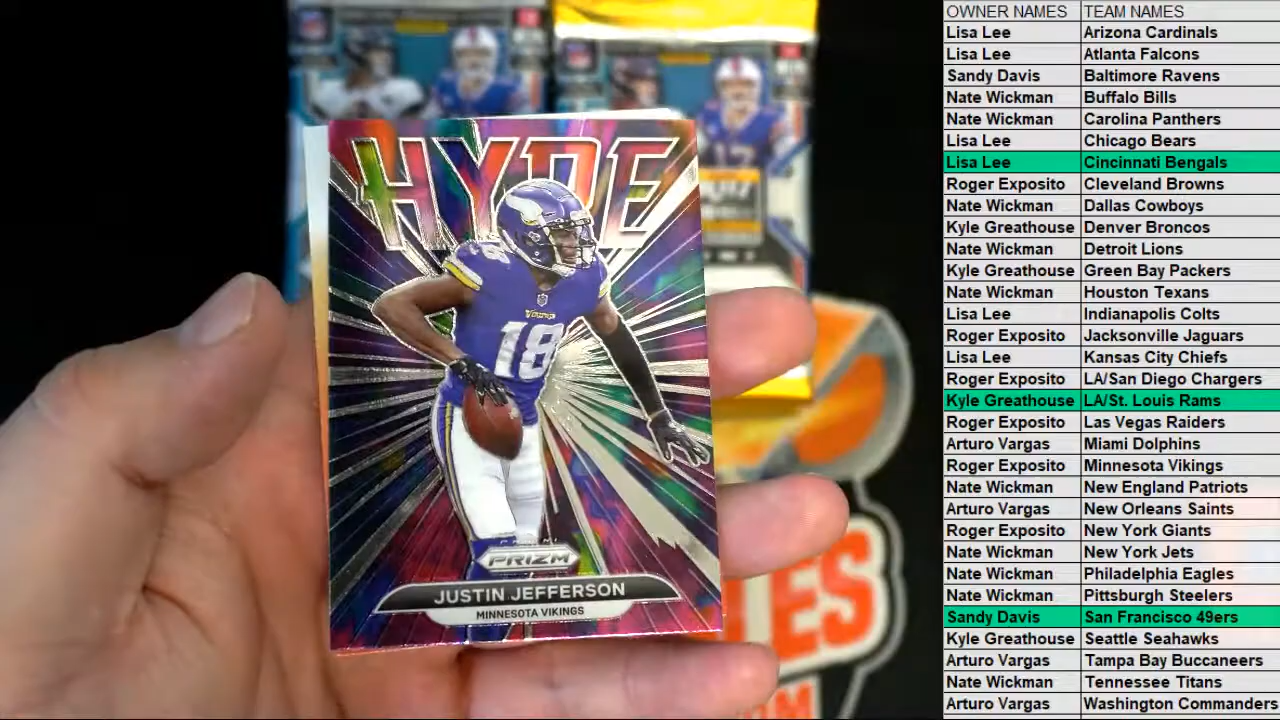 HYPE
18
PRIZM
JUSTIN JEFFERSON
MINNESOTA VIKINGS
17
OWNER NAMES TEAM NAMES
Lisa Lee Arizona Cardinals
Lisa Lee Atlanta Falcons
Sandy Davis Baltimore Ravens
Nate Wickman Buffalo Bills
Nate Wickman Carolina Panthers
Lisa Lee Chicago Bears
Lisa Lee Cincinnati Bengals
Roger Exposito Cleveland Browns
Nate Wickman Dallas Cowboys
Kyle Greathouse Denver Broncos
Nate Wickman Detroit Lions
Kyle Greathouse Green Bay Packers
Nate Wickman Houston Texans
Lisa Lee Indianapolis Colts
Roger Exposito Jacksonville Jaguars
Lisa Lee Kansas City Chiefs
Roger Exposito LA/San Diego Chargers
Kyle Greathouse LA/St. Louis Rams
Roger Exposito Las Vegas Raiders
Arturo Vargas Miami Dolphins
Roger Exposito Minnesota Vikings
Nate Wickman New England Patriots
Arturo Vargas New Orleans Saints
Roger Exposito New York Giants
Nate Wickman New York Jets
Nate Wickman Philadelphia Eagles
Nate Wickman Pittsburgh Steelers
Sandy Davis San Francisco 49ers
Kyle Greathouse Seattle Seahawks
Arturo Vargas Tampa Bay Buccaneers
Nate Wickman Tennessee Titans
Arturo Vargas Washington Commanders